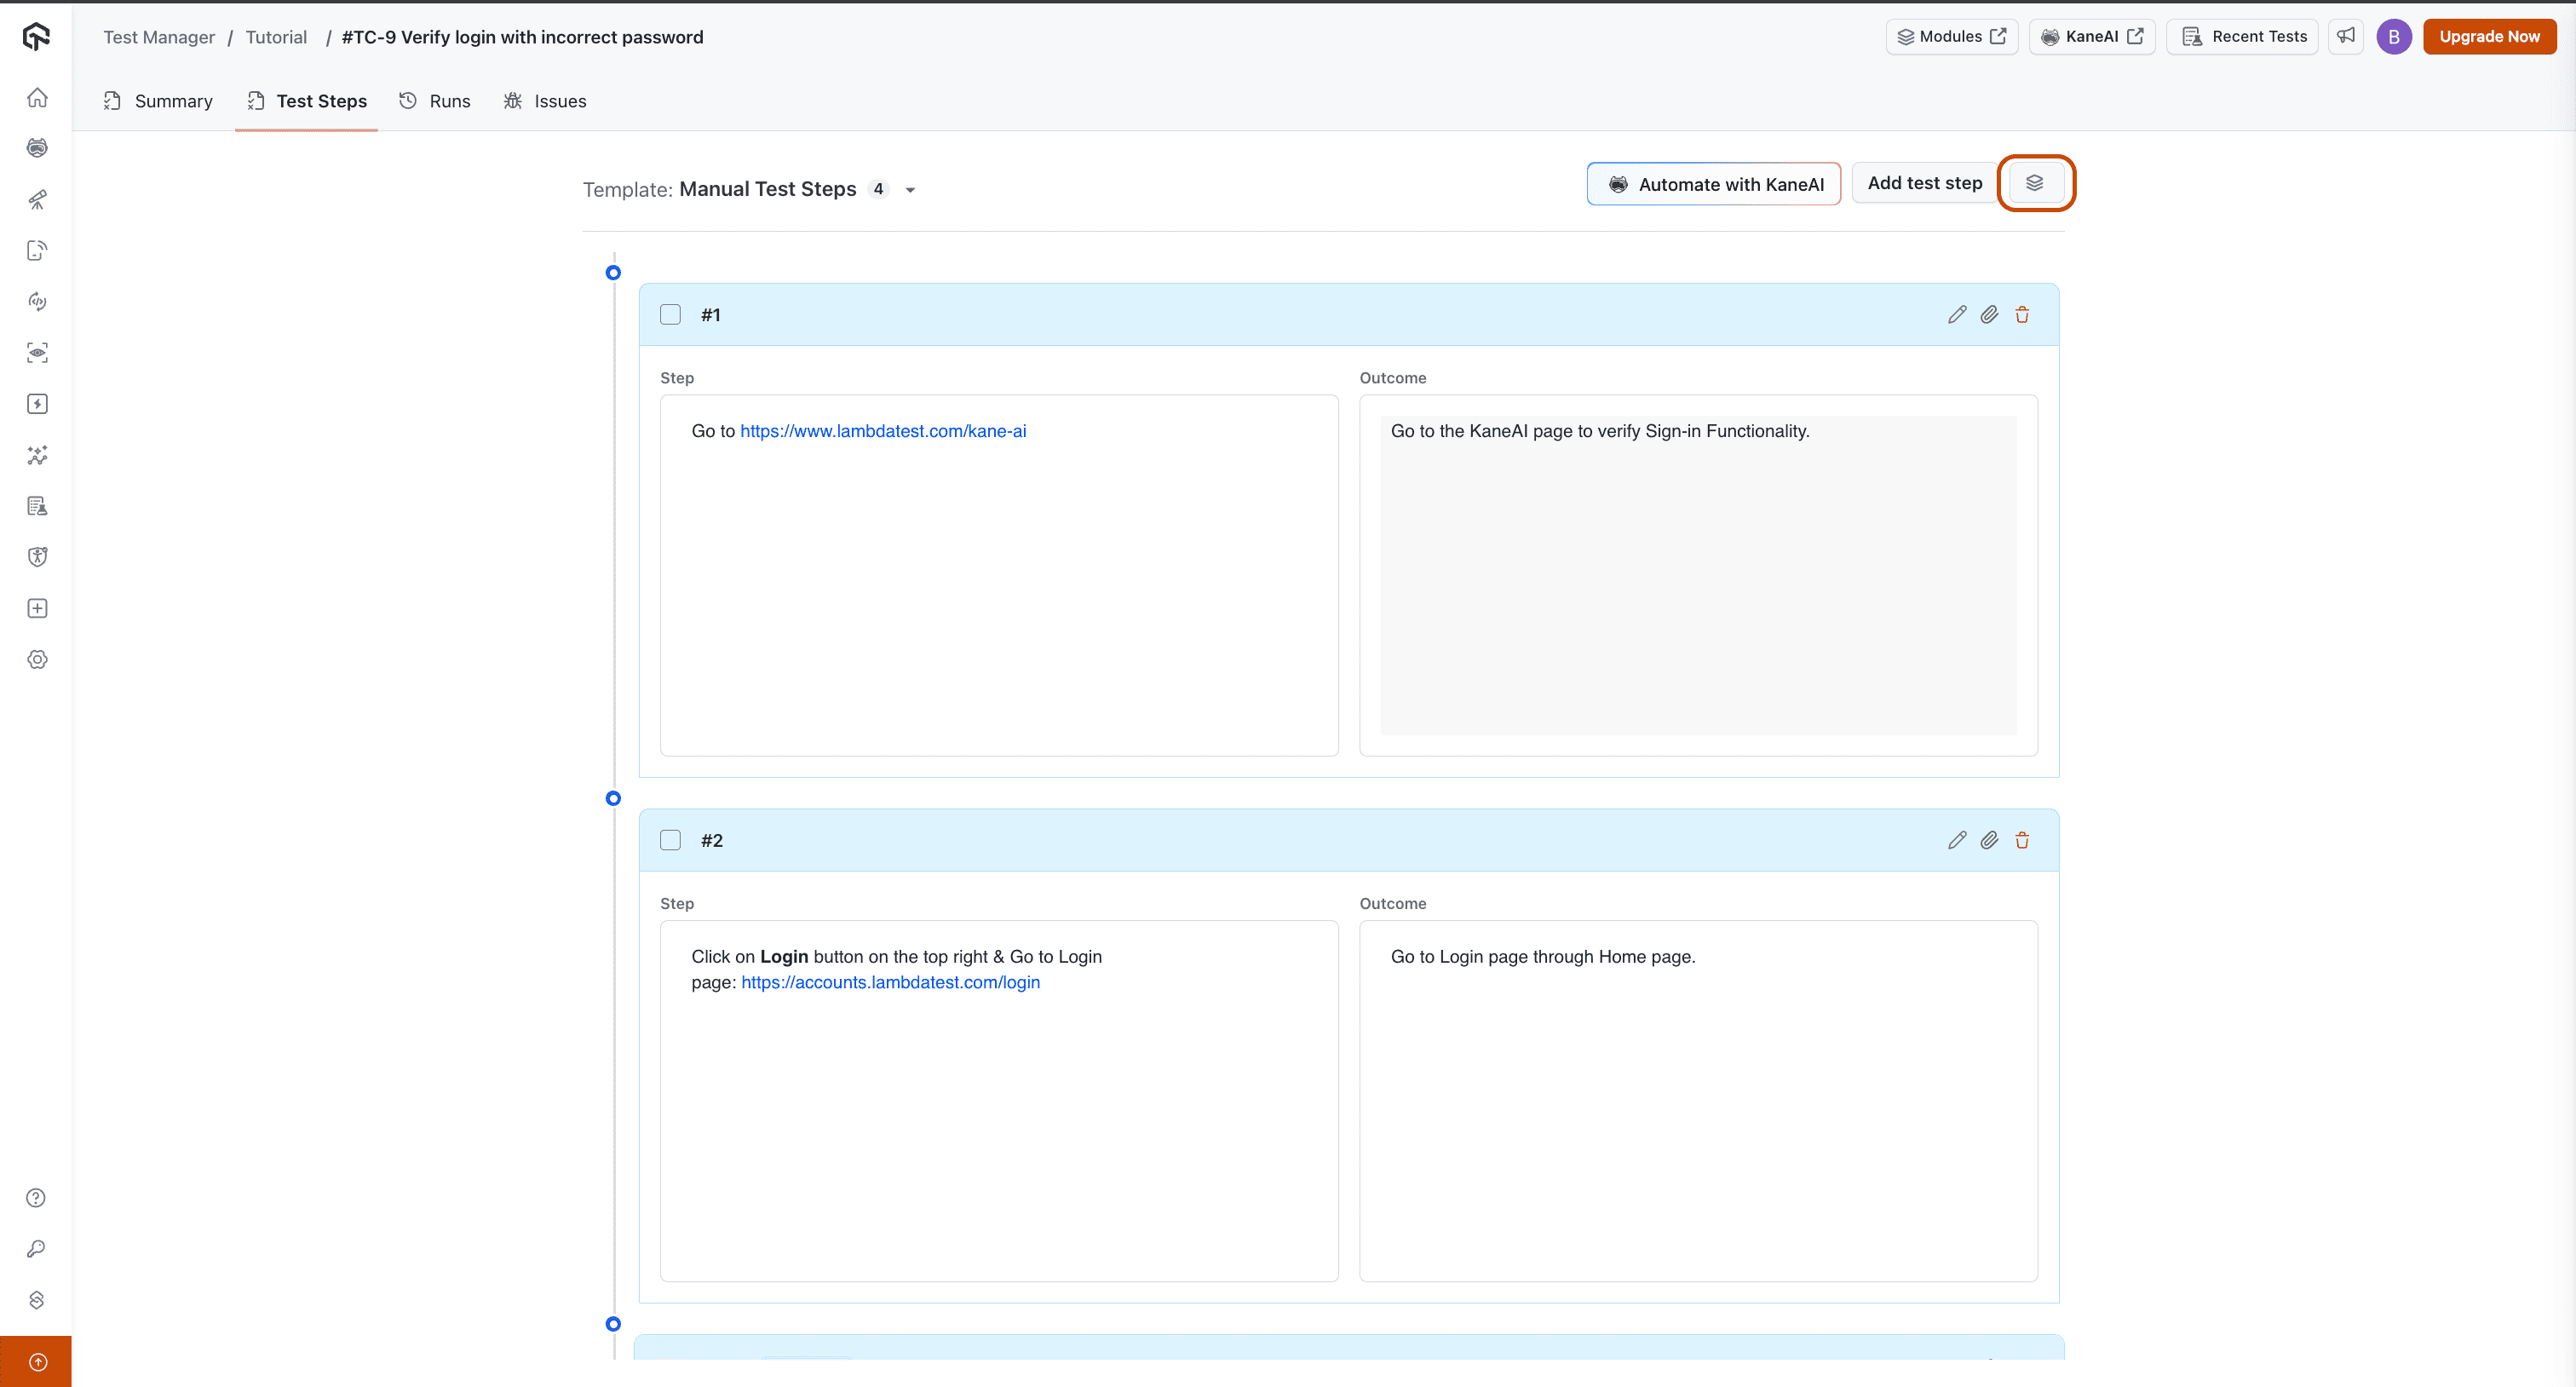 Test Manager / Tutorial / #TC-9 Verify login with incorrect password
Modules
KaneAI
Recent Tests
B
Upgrade Now
Summary
Test Steps
Runs
Issues
Template: Manual Test Steps 4
Automate with KaneAI
Add test step
#1
Step
Go to https://www.lambdatest.com/kane-ai
Outcome
Go to the KaneAI page to verify Sign-in Functionality.
#2
Step
Click on Login button on the top right & Go to Login
page: https://accounts.lambdatest.com/login
Outcome
Go to Login page through Home page.